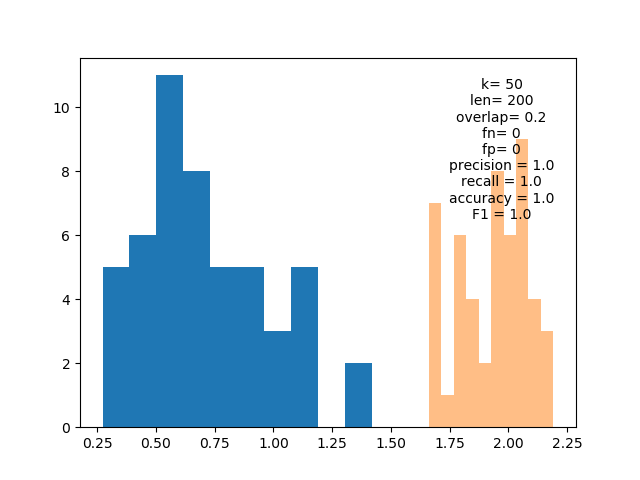 k= 50
len= 200
overlap= 0.2
fn= 0
fp= 0
precision = 1.0
recall = 1.0
accuracy = 1.0
F1 = 1.0
10
8
6
4
2
0
0.25 0.50 0.75 1.00 1.25 1.50 1.75 2.00 2.25